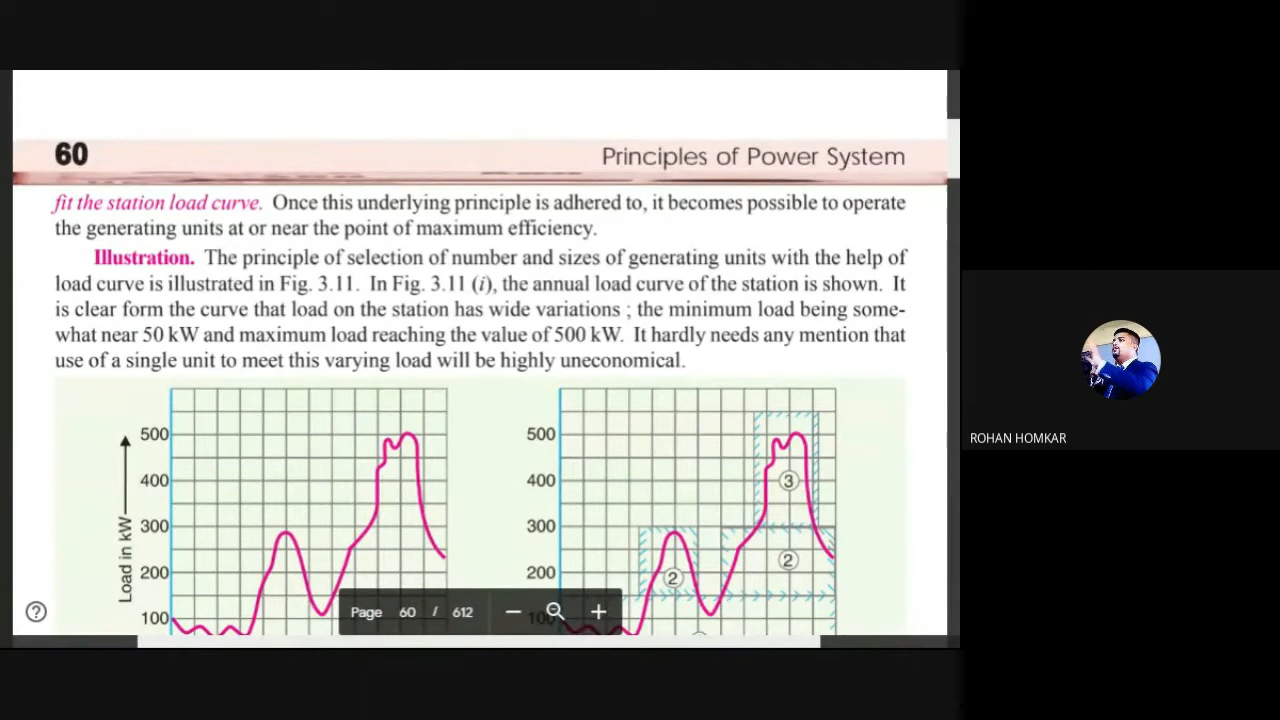 60
Principles of Power System
fit the station load curve. Once this underlying principle is adhered to, it becomes possible to operate
the generating units at or near the point of maximum efficiency.
Illustration. The principle of selection of number and sizes of generating units with the help of
load curve is illustrated in Fig. 3.11. In Fig. 3.11 (i), the annual load curve of the station is shown. It
is clear form the curve that load on the station has wide variations ; the minimum load being some-
what near 50 kW and maximum load reaching the value of 500 kW. It hardly needs any mention that
use of a single unit to meet this varying load will be highly uneconomical.
Load in kW
500
400
300
200
100
500
400
300
200
100
3
2
2
Page 60 / 612
ROHAN HOMKAR